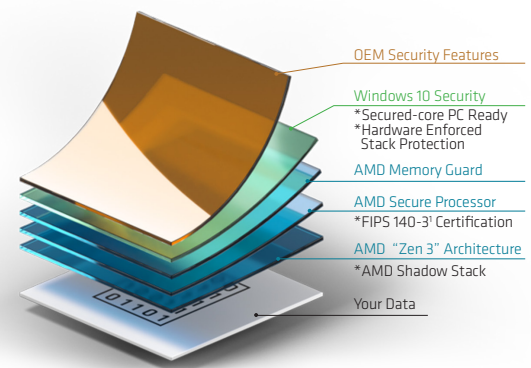 OEM Security Features
Windows 10 Security
*Secured-core PC Ready
*Hardware Enforced
Stack Protection
AMD Memory Guard
AMD Secure Processor
*FIPS 140-3¹ Certification
AMD “Zen 3” Architecture
*AMD Shadow Stack
Your Data
01101